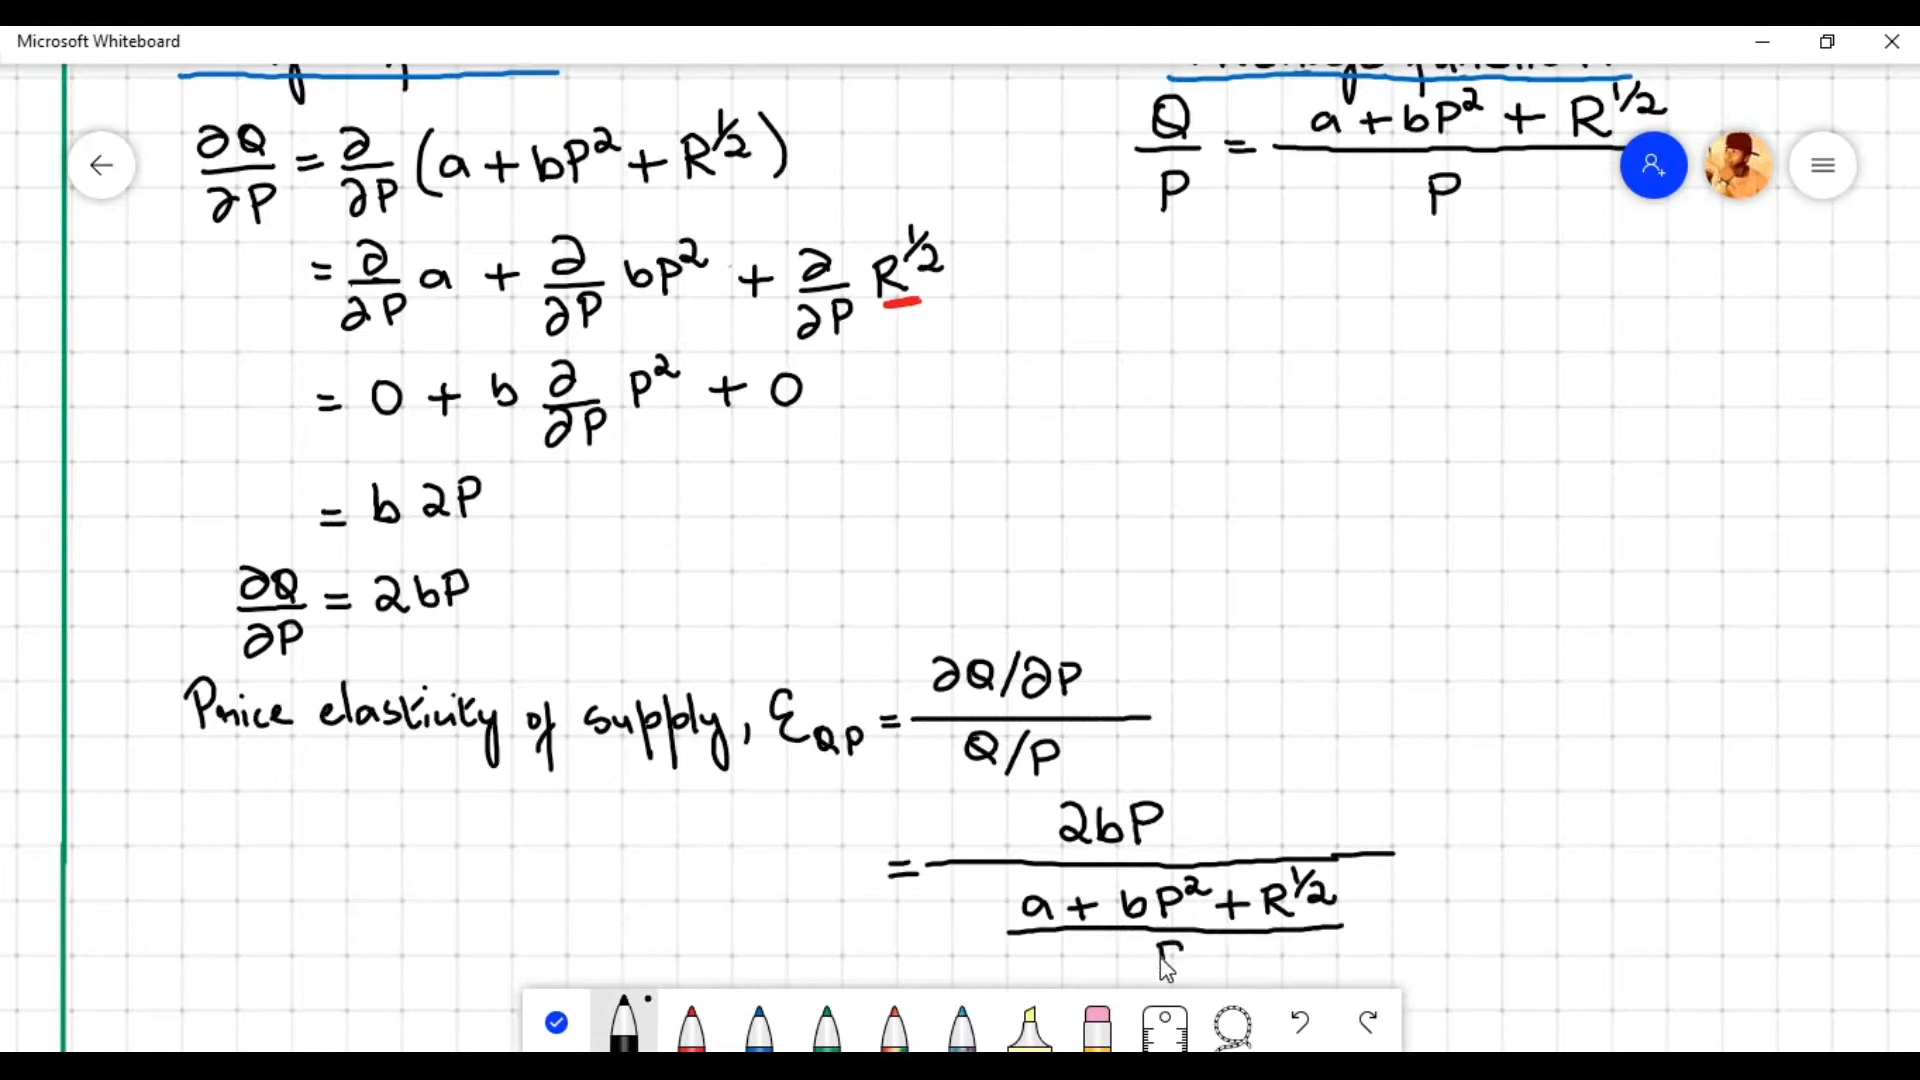 Microsoft Whiteboard
∂Q/∂P = ∂/∂P (a + bP² + R^½)
= ∂/∂P a + ∂/∂P bP² + ∂/∂P R^½
= 0 + b ∂/∂P P² + 0
= b 2P
∂Q/∂P = 2bP
Q/P = (a + bP² + R^½)/P
Price elasticity of supply, ε_QP = (∂Q/∂P)/(Q/P)
= 2bP/((a + bP² + R^½)/